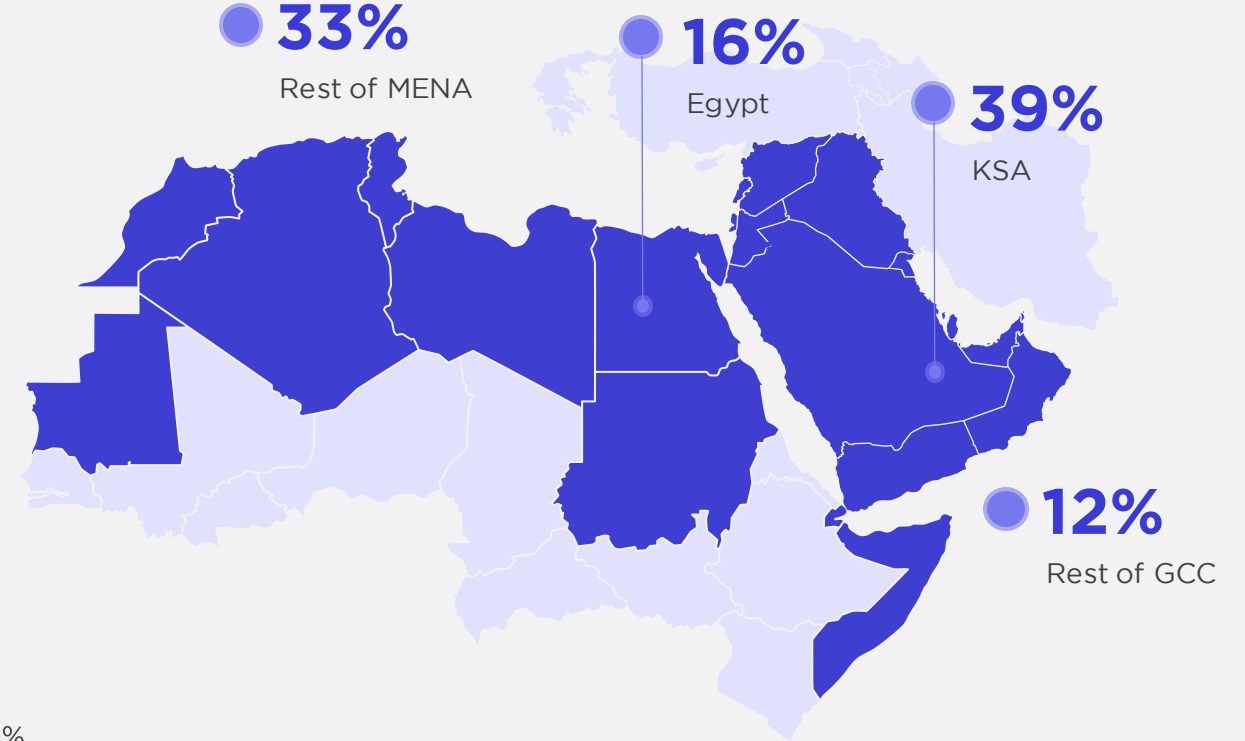 33%
Rest of MENA
16%
Egypt
39%
KSA
12%
Rest of GCC
%